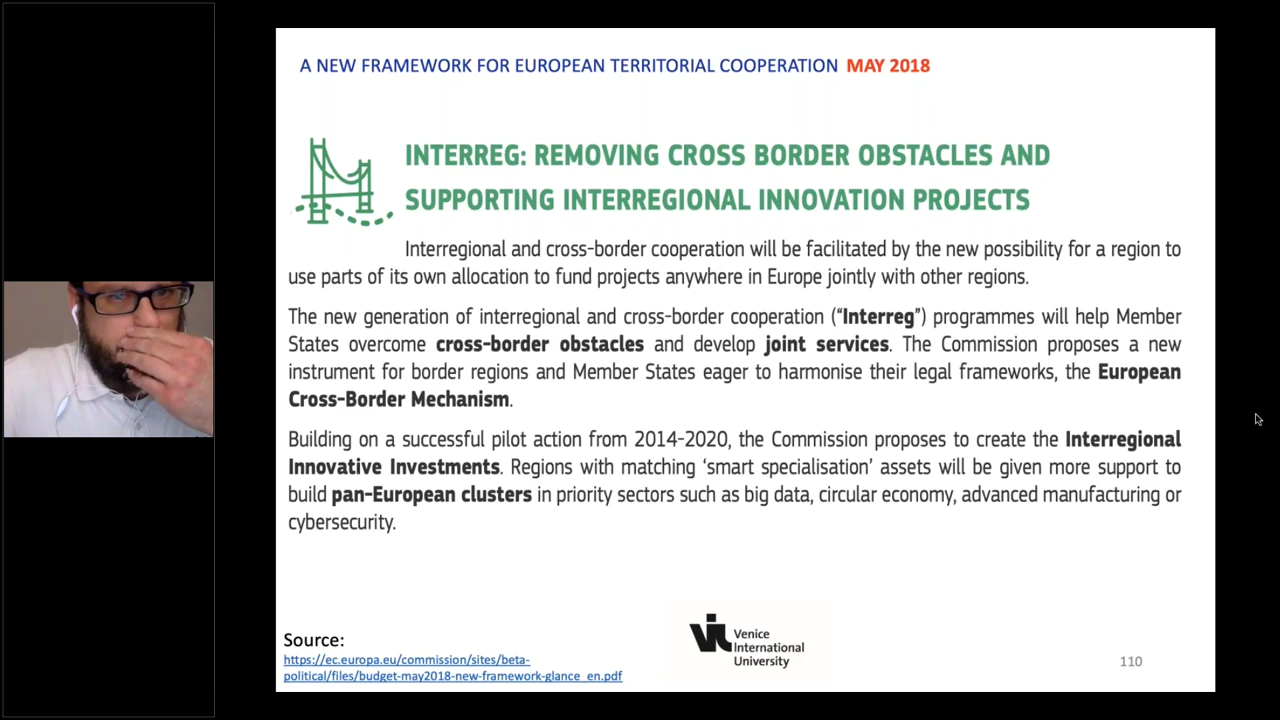 A NEW FRAMEWORK FOR EUROPEAN TERRITORIAL COOPERATION MAY 2018
INTERREG: REMOVING CROSS BORDER OBSTACLES AND
SUPPORTING INTERREGIONAL INNOVATION PROJECTS
Interregional and cross-border cooperation will be facilitated by the new possibility for a region to
use parts of its own allocation to fund projects anywhere in Europe jointly with other regions.
The new generation of interregional and cross-border cooperation (“Interreg”) programmes will help Member
States overcome cross-border obstacles and develop joint services. The Commission proposes a new
instrument for border regions and Member States eager to harmonise their legal frameworks, the European
Cross-Border Mechanism.
Building on a successful pilot action from 2014-2020, the Commission proposes to create the Interregional
Innovative Investments. Regions with matching ‘smart specialisation’ assets will be given more support to
build pan-European clusters in priority sectors such as big data, circular economy, advanced manufacturing or
cybersecurity.
Source:
https://ec.europa.eu/commission/sites/beta-
political/files/budget-may2018-new-framework-glance_en.pdf
VIU
Venice
International
University
110